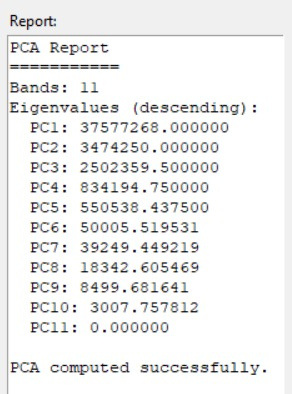 Report:
PCA Report
===========
Bands: 11
Eigenvalues (descending):
PC1: 37577268.000000
PC2: 3474250.000000
PC3: 2502359.500000
PC4: 834194.750000
PC5: 550538.437500
PC6: 50005.519531
PC7: 39249.449219
PC8: 18342.605469
PC9: 8499.681641
PC10: 3007.757812
PC11: 0.000000
PCA computed successfully.